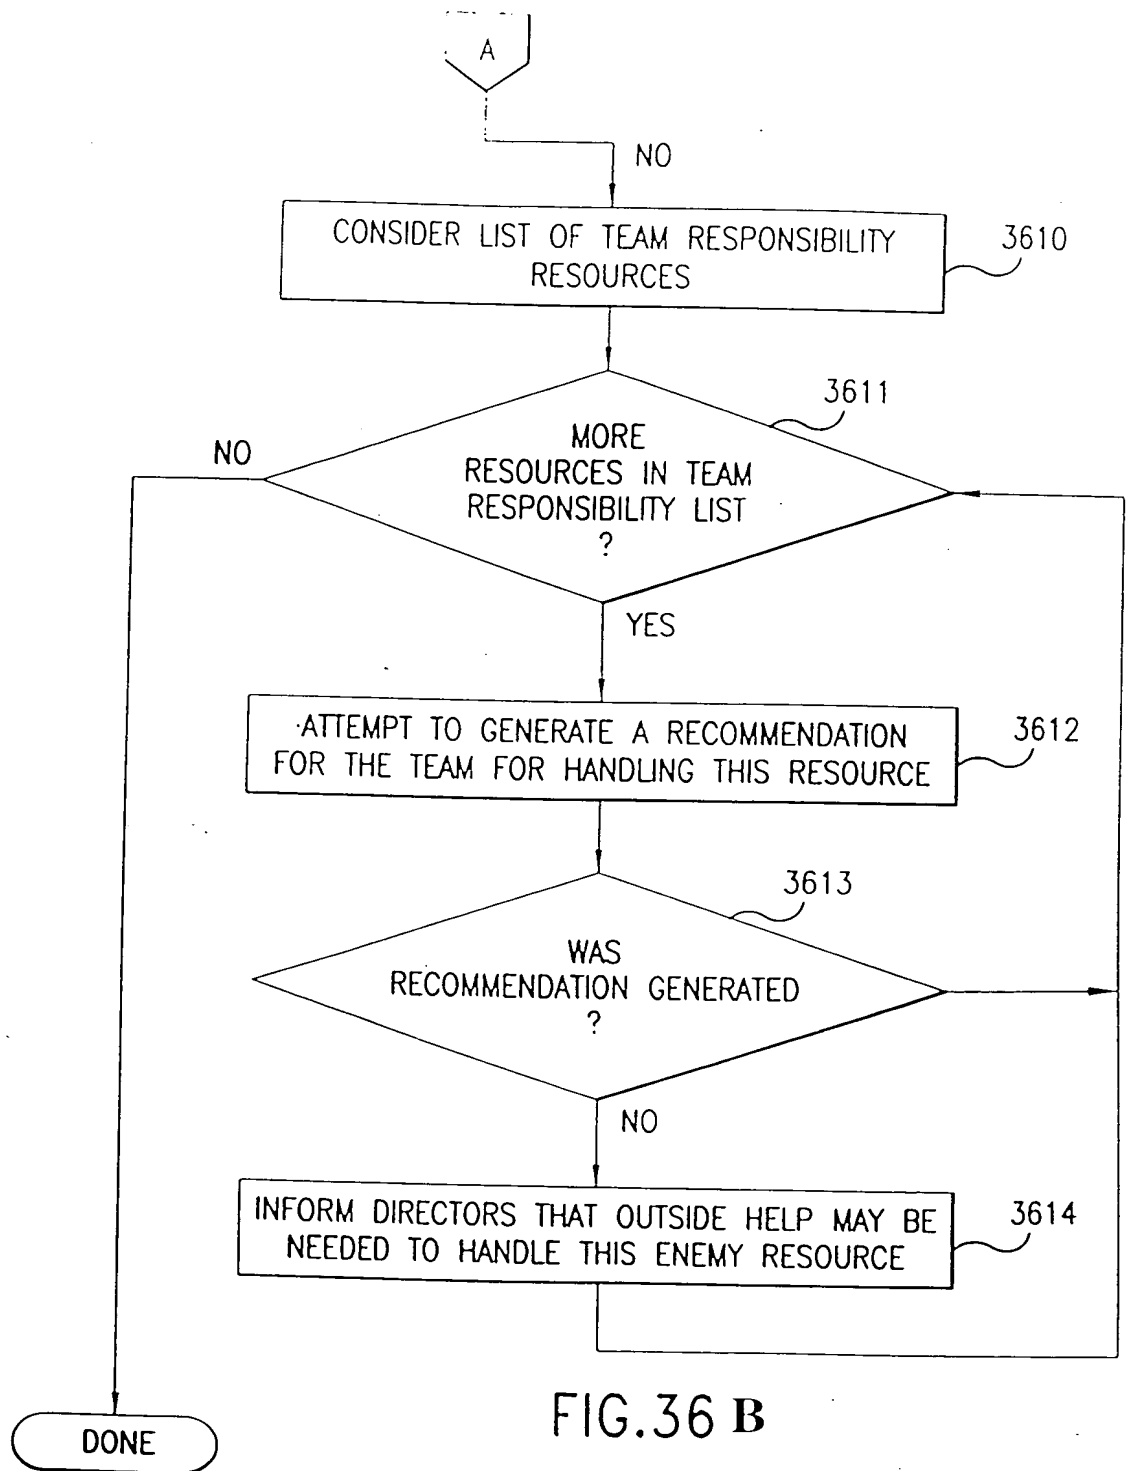 A
NO
CONSIDER LIST OF TEAM RESPONSIBILITY
RESOURCES
3610
3611
MORE
RESOURCES IN TEAM
RESPONSIBILITY LIST
?
NO
YES
ATTEMPT TO GENERATE A RECOMMENDATION
FOR THE TEAM FOR HANDLING THIS RESOURCE
3612
3613
WAS
RECOMMENDATION GENERATED
?
NO
INFORM DIRECTORS THAT OUTSIDE HELP MAY BE
NEEDED TO HANDLE THIS ENEMY RESOURCE
3614
DONE
FIG.36 B